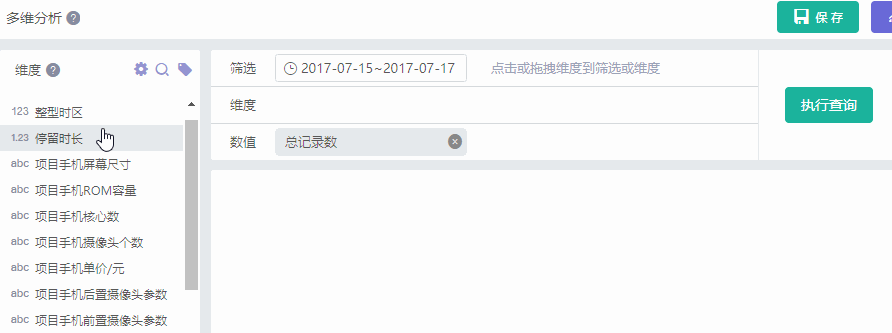 多维分析 ?
保 存
维度 ?
123 整型时区
1.23 停留时长
abc 项目手机屏幕尺寸
abc 项目手机ROM容量
abc 项目手机核心数
abc 项目手机摄像头个数
abc 项目手机单价/元
abc 项目手机后置摄像头参数
abc 项目手机前置摄像头参数
筛选 2017-07-15~2017-07-17 点击或拖拽维度到筛选或维度
维度
数值 总记录数
执行查询